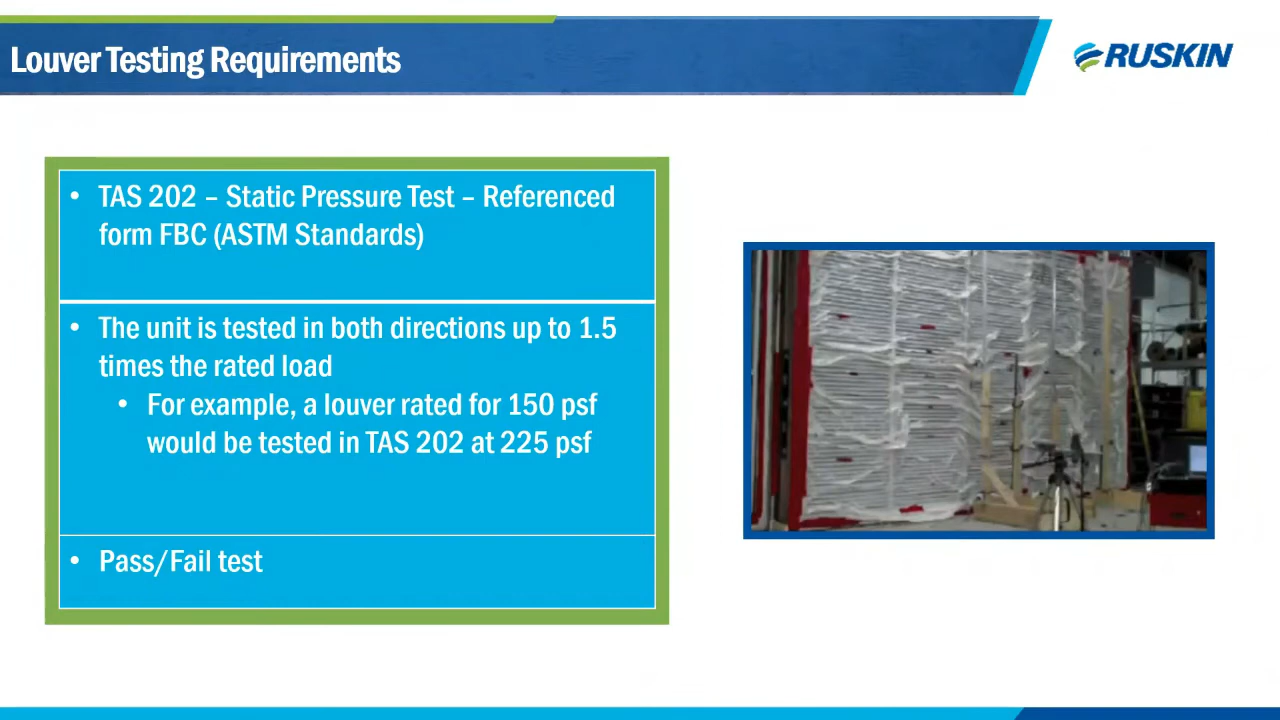 Louver Testing Requirements
RUSKIN
• TAS 202 – Static Pressure Test – Referenced
form FBC (ASTM Standards)
• The unit is tested in both directions up to 1.5
times the rated load
• For example, a louver rated for 150 psf
would be tested in TAS 202 at 225 psf
• Pass/Fail test